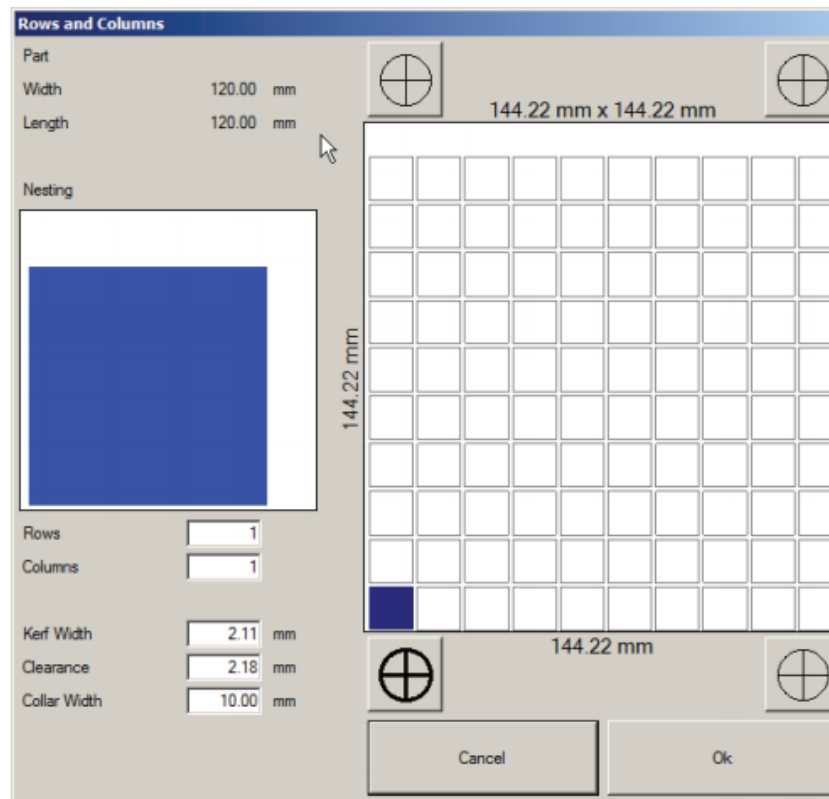 Rows and Columns
Part
Width 120.00 mm
Length 120.00 mm
Nesting
Rows 1
Columns 1
Kerf Width 2.11 mm
Clearance 2.18 mm
Collar Width 10.00 mm
144.22 mm x 144.22 mm
144.22 mm
144.22 mm
Cancel
Ok